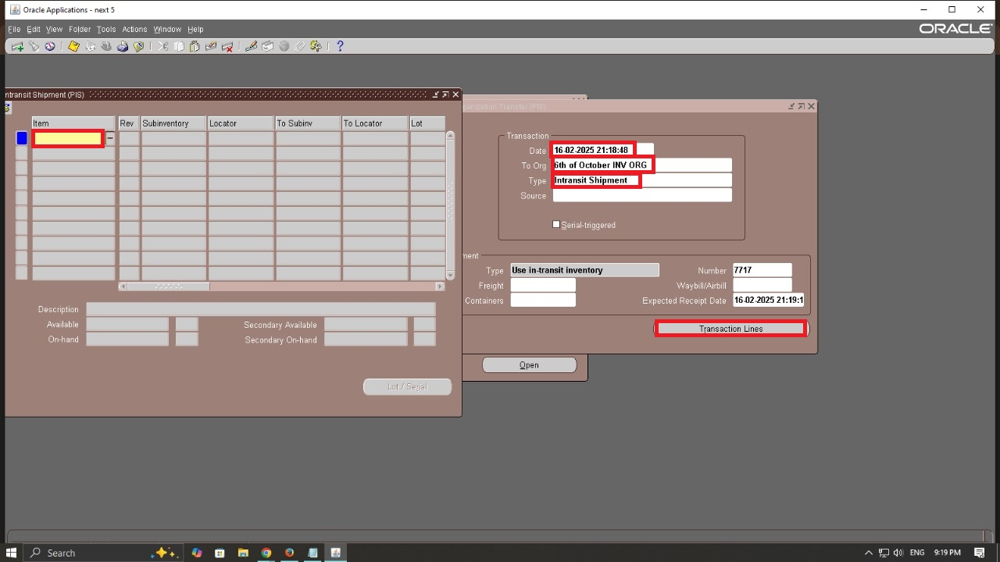 Oracle Applications - next 5
File Edit View Folder Tools Actions Window Help
ORACLE
ntransit Shipment (PIS)
Item Rev Subinventory Locator To Subinv To Locator Lot
Description
Available Secondary Available
On-hand Secondary On-hand
Lot / Serial
ganization Transfer (PIS)
Transaction
Date 16-02-2025 21:18:48
To Org 6th of October INV ORG
Type Intransit Shipment
Source
Serial-triggered
ment
Type Use in-transit inventory Number 7717
Freight Waybill/Airbill
Containers Expected Receipt Date 16-02-2025 21:19:1
Transaction Lines
Open
Search ENG 9:19 PM